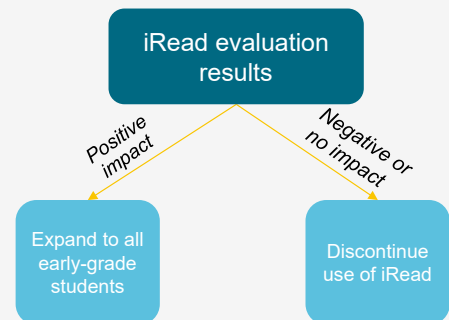 iRead evaluation
results
Positive
impact
Negative or
no impact
Expand to all
early-grade
students
Discontinue
use of iRead